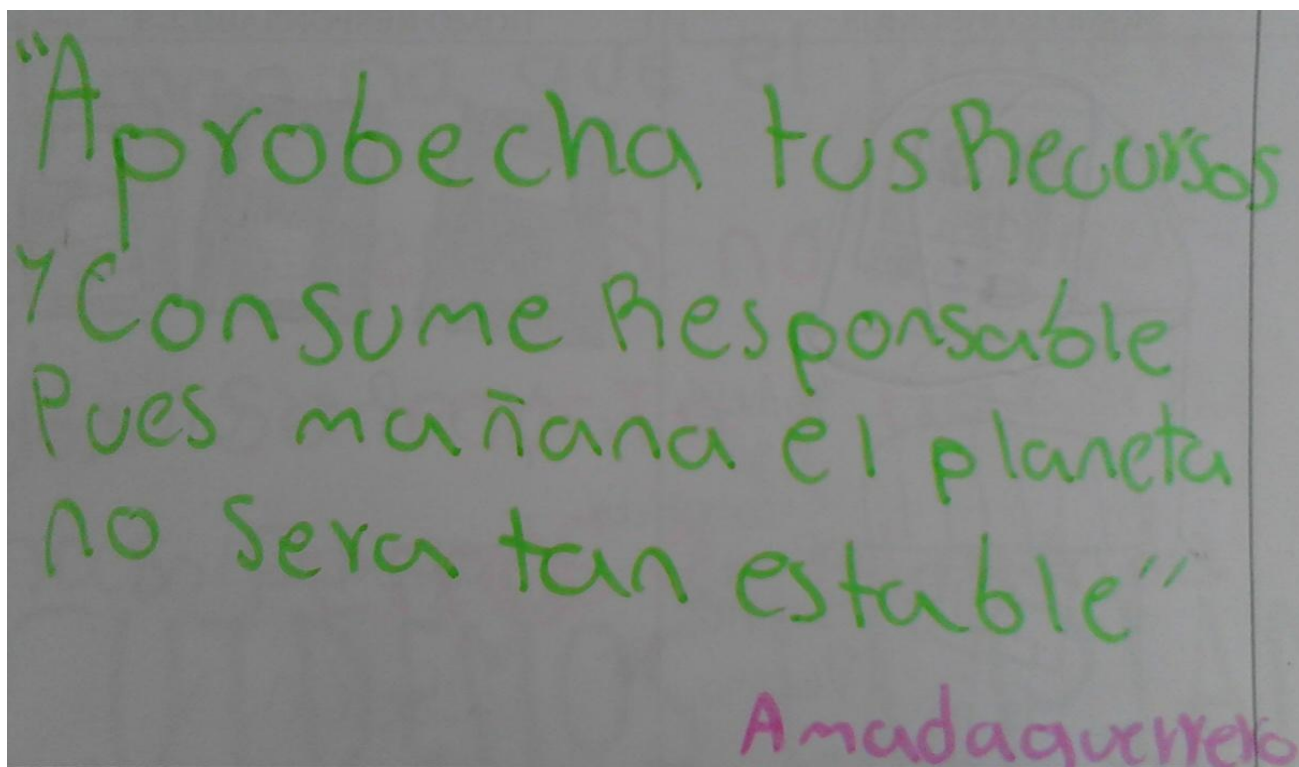 "Aprobecha tus Recursos
y Consume Responsable
Pues mañana el planeta
no sera tan estable"
Amadaguerrero